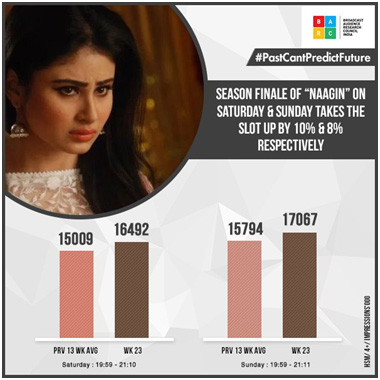 BARC
BROADCAST
AUDIENCE
RESEARCH
COUNCIL
INDIA
#PastCantPredictFuture
SEASON FINALE OF "NAAGIN" ON
SATURDAY & SUNDAY TAKES THE
SLOT UP BY 10% & 8%
RESPECTIVELY
15009
16492
PRV 13 WK AVG
WK 23
Saturday : 19:59 - 21:10
15794
17067
PRV 13 WK AVG
WK 23
Sunday : 19:59 - 21:11
HSM/ 4+/ IMPRESSIONS'000